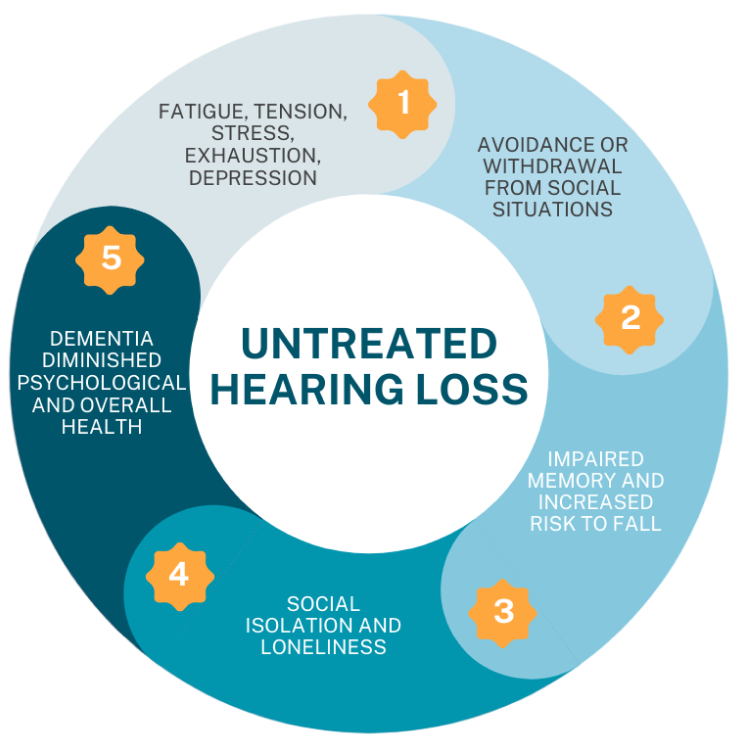 1
FATIGUE, TENSION,
STRESS,
EXHAUSTION,
DEPRESSION
AVOIDANCE OR
WITHDRAWAL
FROM SOCIAL
SITUATIONS
2
IMPAIRED
MEMORY AND
INCREASED
RISK TO FALL
3
SOCIAL
ISOLATION AND
LONELINESS
4
DEMENTIA
DIMINISHED
PSYCHOLOGICAL
AND OVERALL
HEALTH
5
UNTREATED
HEARING LOSS